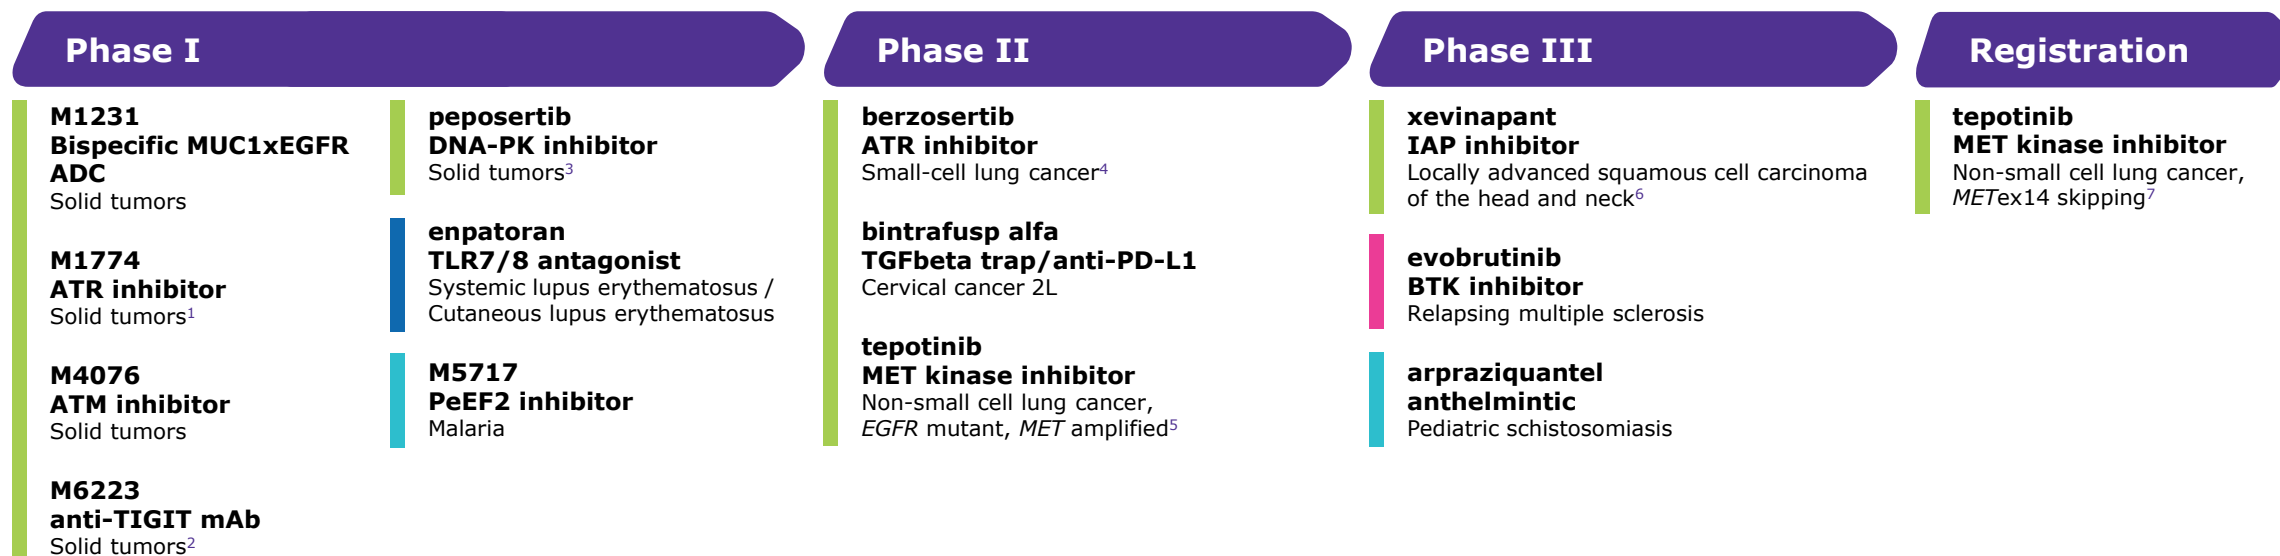 Phase I
M1231
Bispecific MUC1xEGFR
ADC
Solid tumors
M1774
ATR inhibitor
Solid tumors1
M4076
ATM inhibitor
Solid tumors
M6223
anti-TIGIT mAb
Solid tumors2
peposertib
DNA-PK inhibitor
Solid tumors3
enpatoran
TLR7/8 antagonist
Systemic lupus erythematosus /
Cutaneous lupus erythematosus
M5717
PeEF2 inhibitor
Malaria
Phase II
berzosertib
ATR inhibitor
Small-cell lung cancer4
bintrafusp alfa
TGFbeta trap/anti-PD-L1
Cervical cancer 2L
tepotinib
MET kinase inhibitor
Non-small cell lung cancer,
EGFR mutant, MET amplified5
Phase III
xevinapant
IAP inhibitor
Locally advanced squamous cell carcinoma
of the head and neck6
evobrutinib
BTK inhibitor
Relapsing multiple sclerosis
arpraziquantel
anthelmintic
Pediatric schistosomiasis
Registration
tepotinib
MET kinase inhibitor
Non-small cell lung cancer,
METex14 skipping7